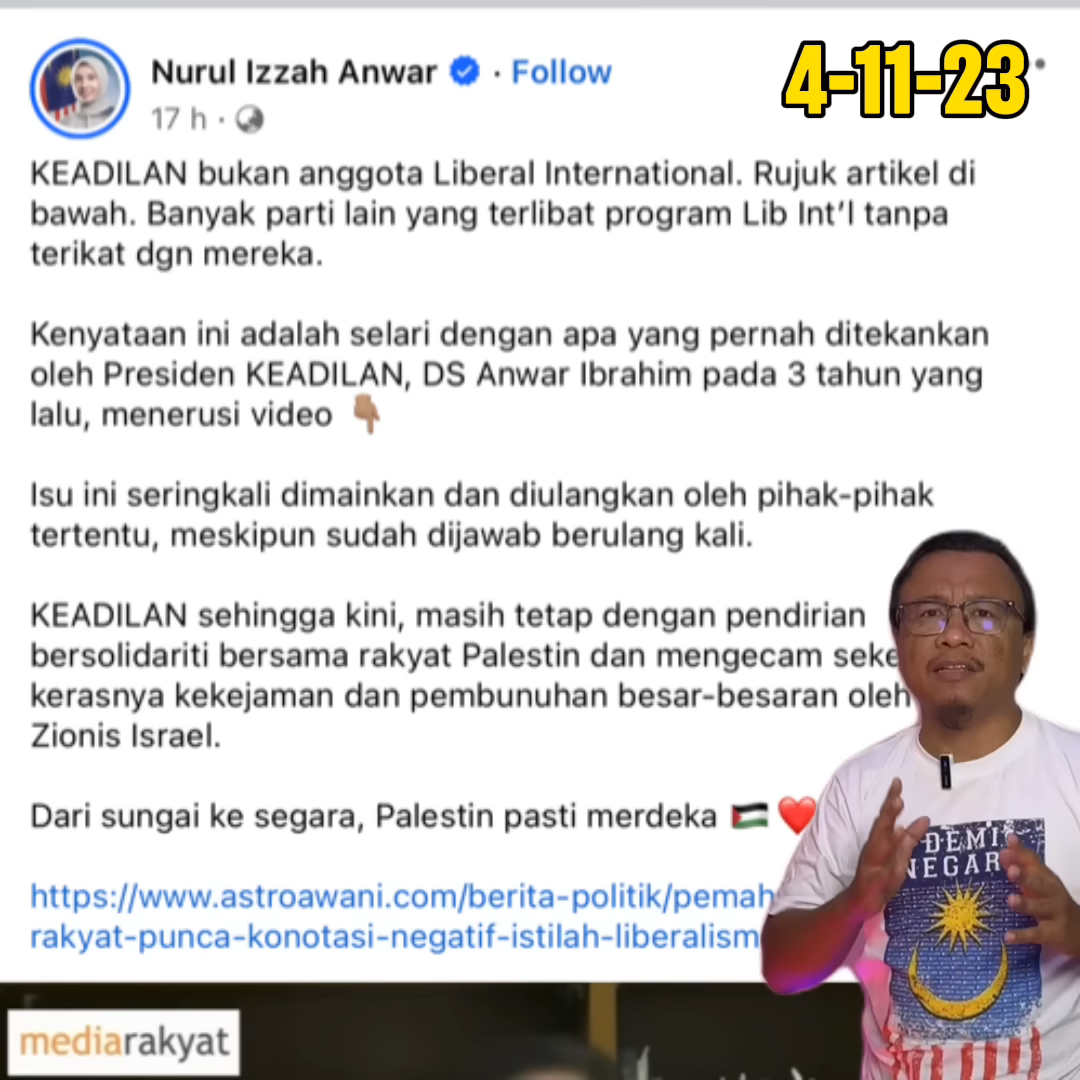 Nurul Izzah Anwar · Follow
4-11-23
17 h ·
KEADILAN bukan anggota Liberal International. Rujuk artikel di
bawah. Banyak parti lain yang terlibat program Lib Int'l tanpa
terikat dgn mereka.
Kenyataan ini adalah selari dengan apa yang pernah ditekankan
oleh Presiden KEADILAN, DS Anwar Ibrahim pada 3 tahun yang
lalu, menerusi video 👇🏽
Isu ini seringkali dimainkan dan diulangkan oleh pihak-pihak
tertentu, meskipun sudah dijawab berulang kali.
KEADILAN sehingga kini, masih tetap dengan pendirian
bersolidariti bersama rakyat Palestin dan mengecam seke
kerasnya kekejaman dan pembunuhan besar-besaran oleh
Zionis Israel.
Dari sungai ke segara, Palestin pasti merdeka 🇵🇸 ❤️
https://www.astroawani.com/berita-politik/pemah
rakyat-punca-konotasi-negatif-istilah-liberalism
DEMI
NEGAR
mediarakyat